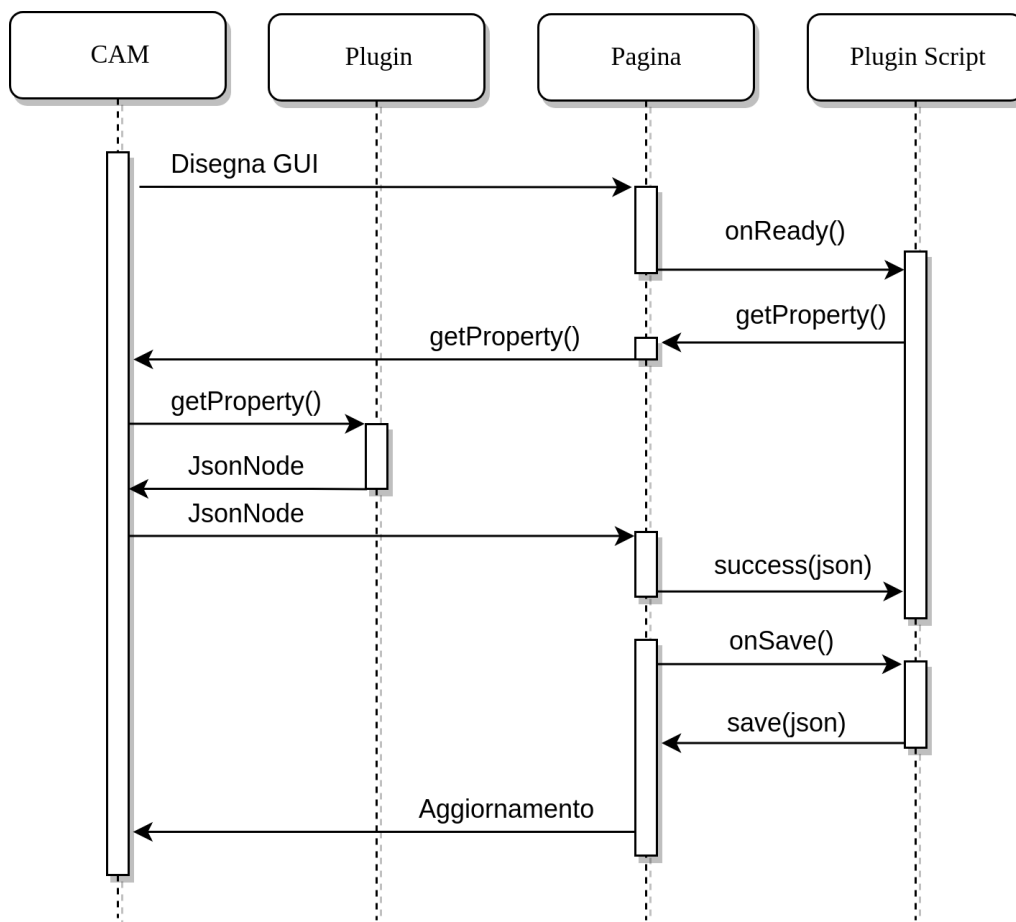 CAM
Plugin
Pagina
Plugin Script
Disegna GUI
onReady()
getProperty()
getProperty()
getProperty()
JsonNode
JsonNode
success(json)
onSave()
save(json)
Aggiornamento